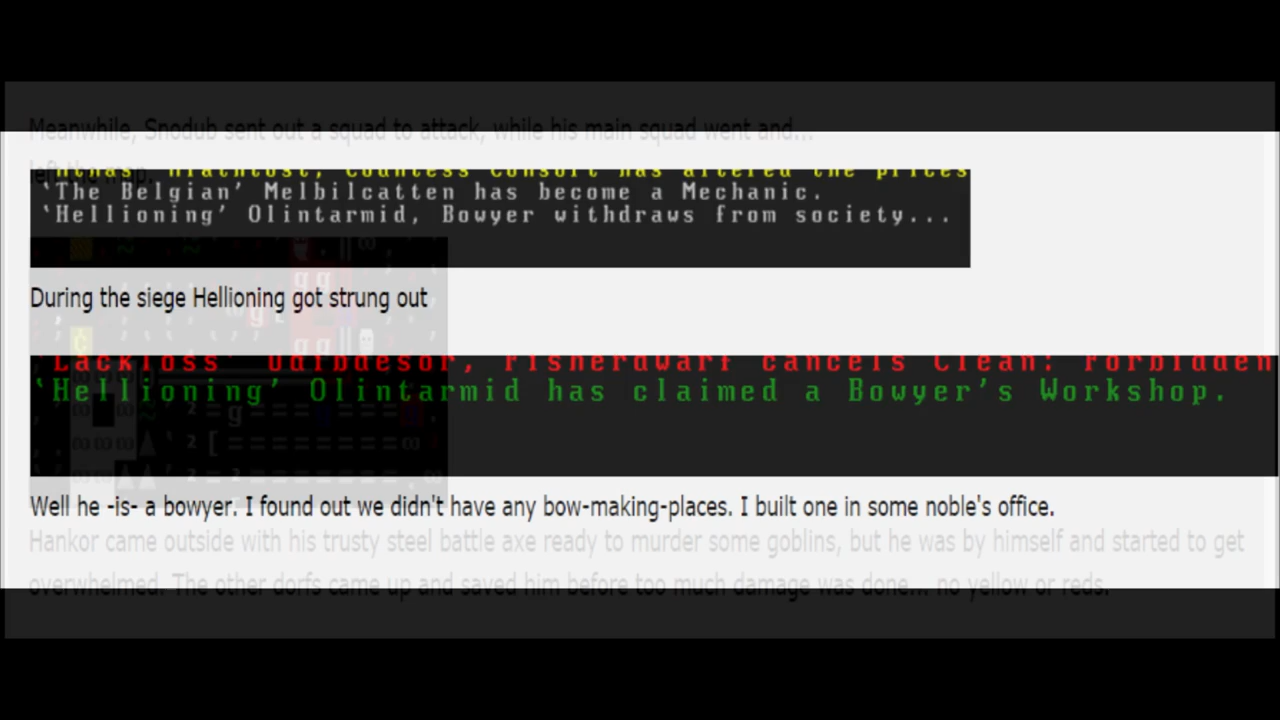 Meanwhile, Snodub sent out a squad to attack, while his main squad went and...
left the map.
Countess Consort has altered the prices
‘The Belgian’ Melbilcatten has become a Mechanic.
‘Hellioning’ Olintarmid, Bowyer withdraws from society...
During the siege Hellioning got strung out
Fisherdwarf cancels Clean: Forbidden
‘Hellioning’ Olintarmid has claimed a Bowyer’s Workshop.
Well he -is- a bowyer. I found out we didn't have any bow-making-places. I built one in some noble's office.
Hankor came outside with his trusty steel battle axe ready to murder some goblins, but he was by himself and started to get
overwhelmed. The other dorfs came up and saved him before too much damage was done... no yellow or reds.